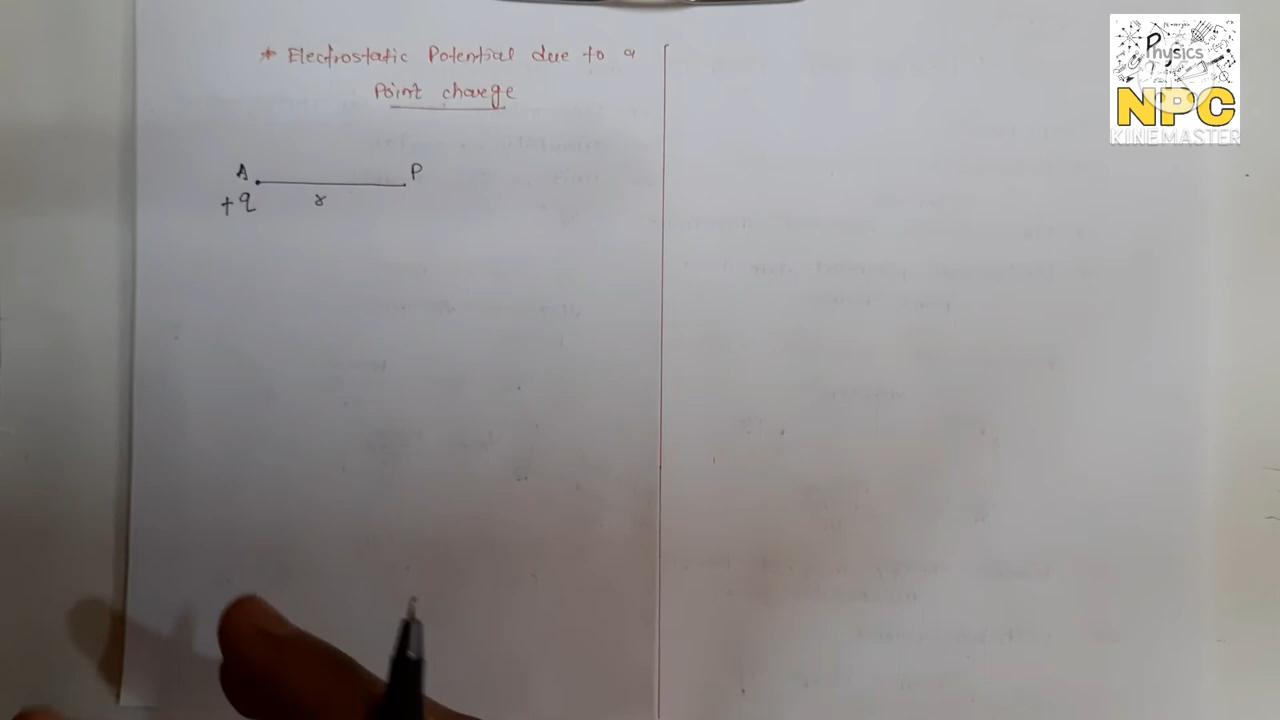 * Electrostatic Potential due to a
Point charge
A
P
+q
r
Physics
NPC
KINEMASTER